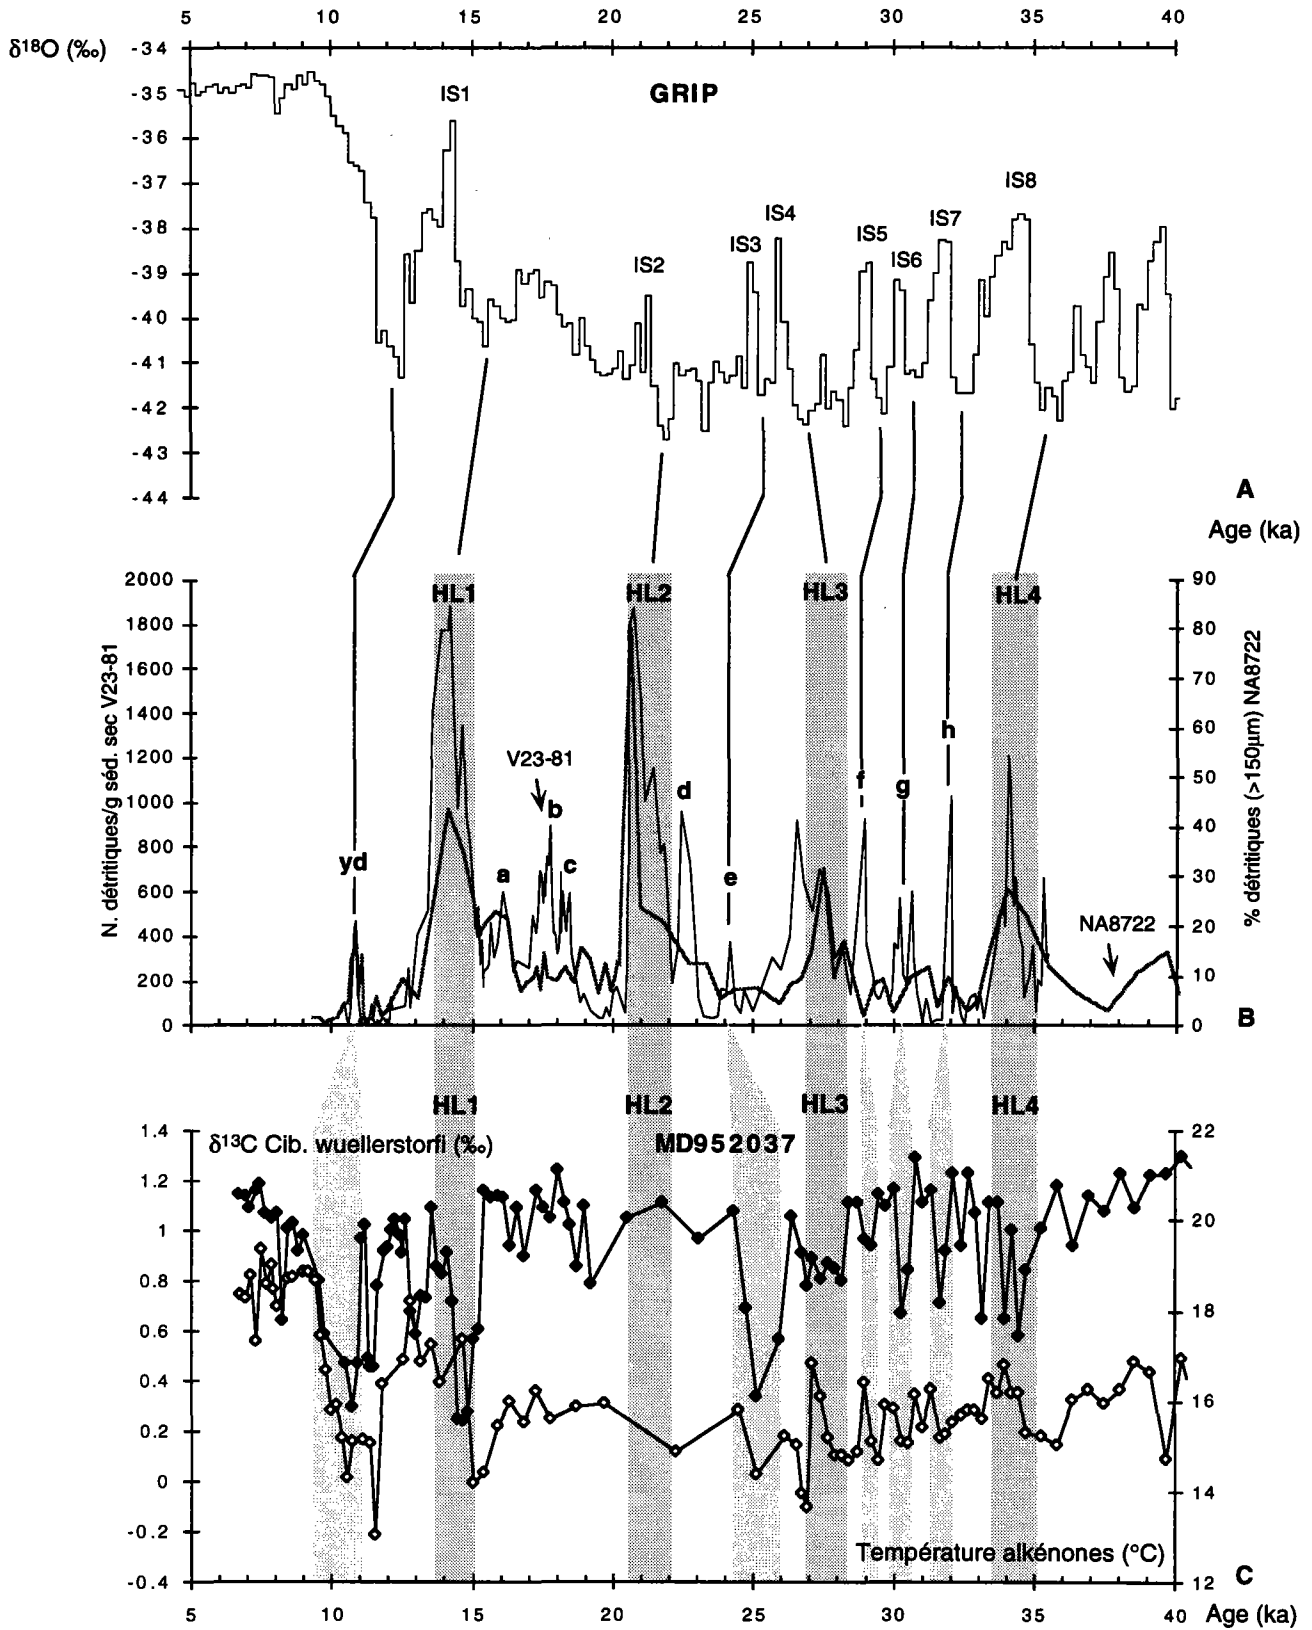 5 10 15 20 25 30 35 40
δ¹⁸O (‰)
-34
-35
-36
-37
-38
-39
-40
-41
-42
-43
-44
GRIP
IS1
IS2
IS3
IS4
IS5
IS6
IS7
IS8
A
Age (ka)
2000
1800
1600
1400
1200
1000
800
600
400
200
0
N. détritiques/g séd. sec V23-81
HL1 HL2 HL3 HL4
yd
a
V23-81
b
c
d
e
f
g
h
NA8722
90
80
70
60
50
40
30
20
10
0
% détritiques (>150µm) NA8722
B
HL1 HL2 HL3 HL4
δ¹³C Cib. wuellerstorfi (‰)
MD952037
1.4
1.2
1
0.8
0.6
0.4
0.2
0
-0.2
-0.4
22
20
18
16
14
12
Température alkénones (°C)
C
5 10 15 20 25 30 35 40 Age (ka)